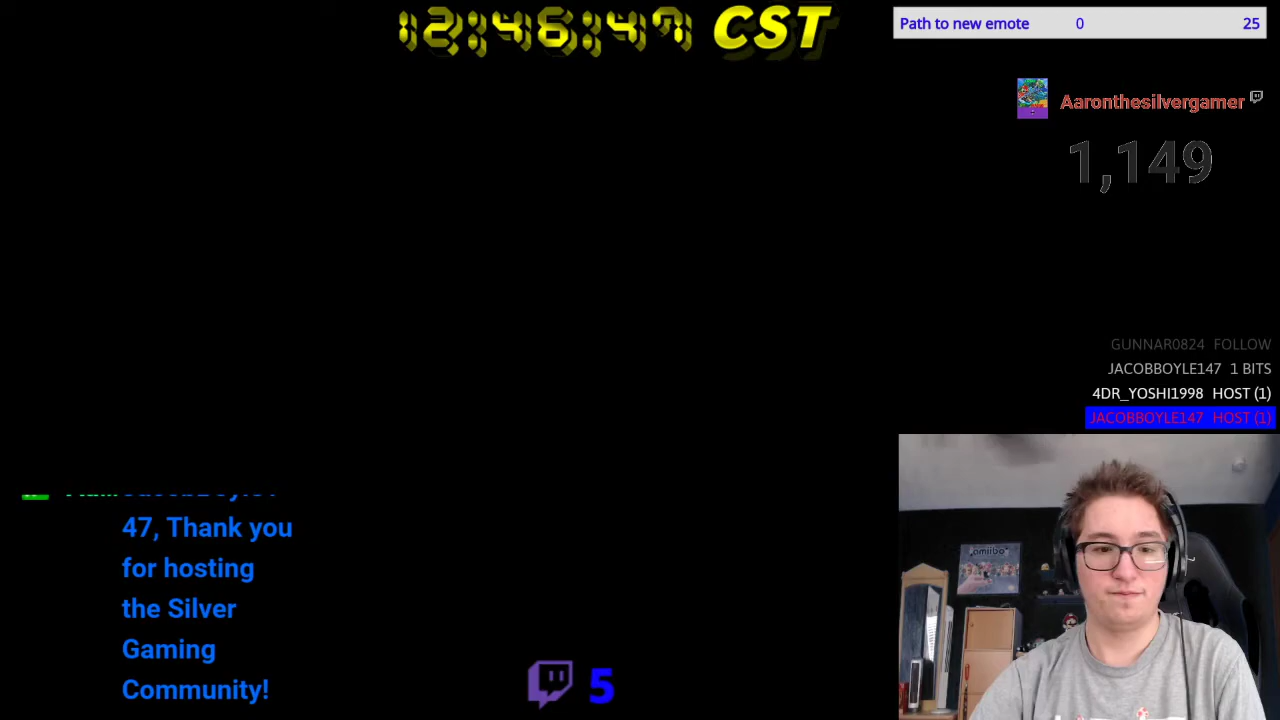 12:46:47 CST
Path to new emote 0 25
Aaronthesilvergamer
1,149
GUNNAR0824 FOLLOW
JACOBBOYLE147 1 BITS
4DR_YOSHI1998 HOST (1)
JACOBBOYLE147 HOST (1)
amiibo
47, Thank you
for hosting
the Silver
Gaming
Community!
5